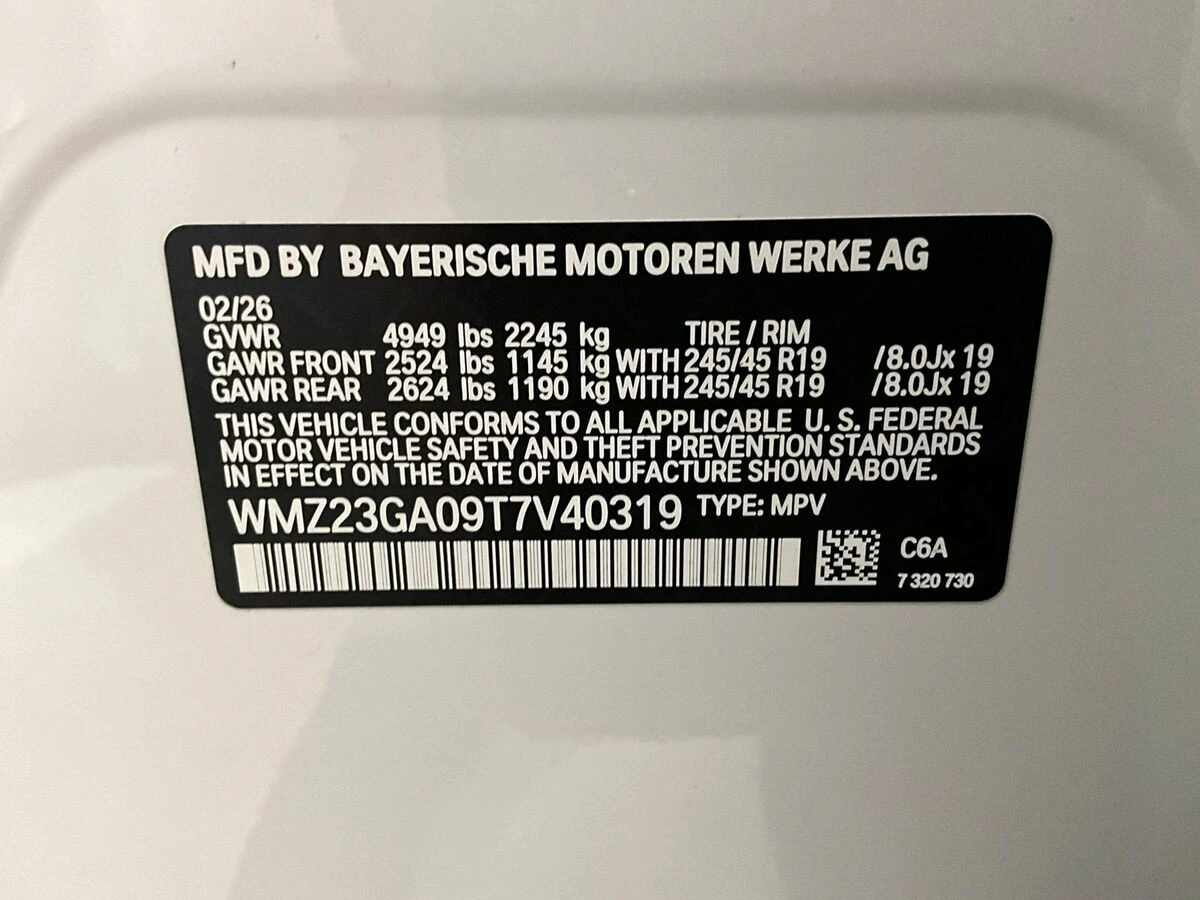 MFD BY BAYERISCHE MOTOREN WERKE AG
02/26
GVWR 4949 lbs 2245 kg TIRE / RIM
GAWR FRONT 2524 lbs 1145 kg WITH 245/45 R19 /8.0Jx 19
GAWR REAR 2624 lbs 1190 kg WITH 245/45 R19 /8.0Jx 19
THIS VEHICLE CONFORMS TO ALL APPLICABLE U. S. FEDERAL
MOTOR VEHICLE SAFETY AND THEFT PREVENTION STANDARDS
IN EFFECT ON THE DATE OF MANUFACTURE SHOWN ABOVE.
WMZ23GA09T7V40319 TYPE: MPV
C6A
7 320 730